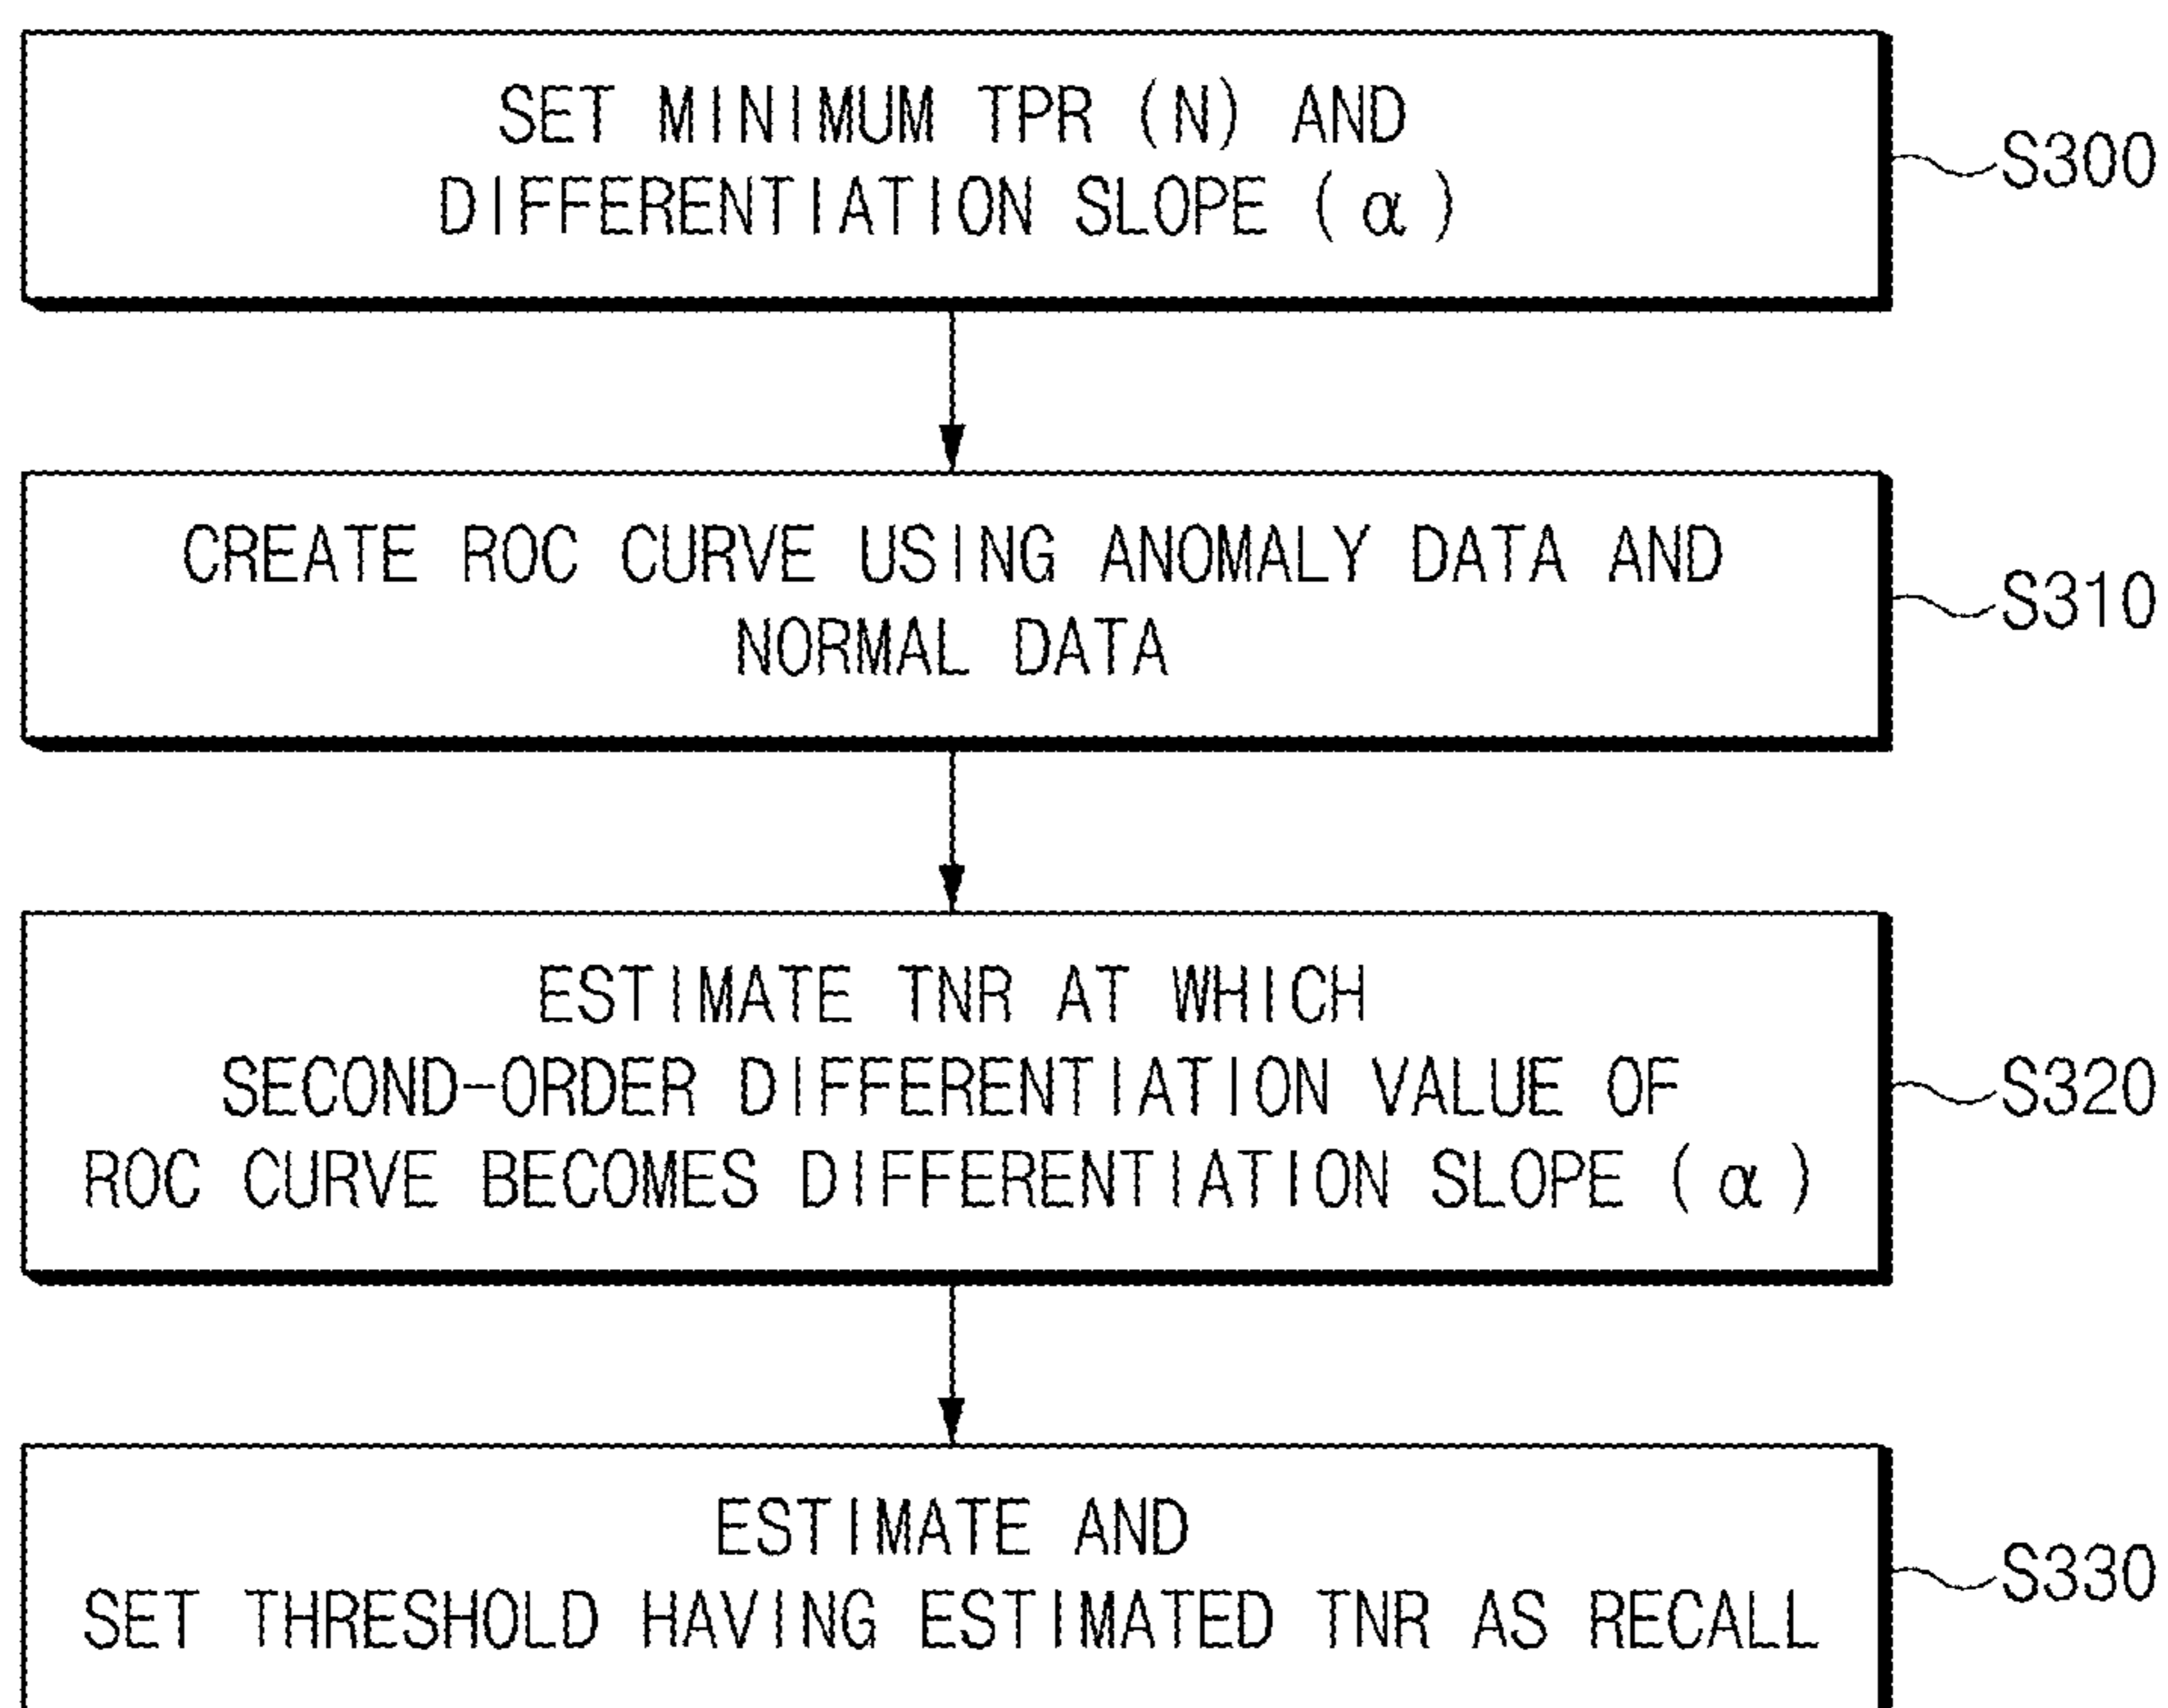 SET MINIMUM TPR (N) AND
DIFFERENTIATION SLOPE (α)
S300
CREATE ROC CURVE USING ANOMALY DATA AND
NORMAL DATA
S310
ESTIMATE TNR AT WHICH
SECOND-ORDER DIFFERENTIATION VALUE OF
ROC CURVE BECOMES DIFFERENTIATION SLOPE (α)
S320
ESTIMATE AND
SET THRESHOLD HAVING ESTIMATED TNR AS RECALL
S330